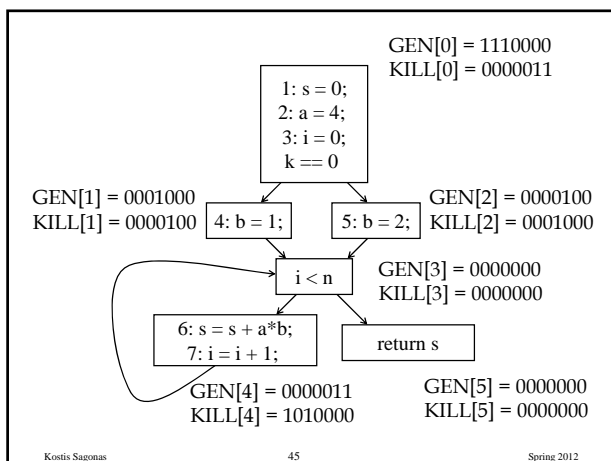 GEN[0] = 1110000
KILL[0] = 0000011
1: s = 0;
2: a = 4;
3: i = 0;
k == 0
GEN[1] = 0001000
KILL[1] = 0000100
4: b = 1;
5: b = 2;
GEN[2] = 0000100
KILL[2] = 0001000
i < n
GEN[3] = 0000000
KILL[3] = 0000000
6: s = s + a*b;
7: i = i + 1;
return s
GEN[4] = 0000011
KILL[4] = 1010000
GEN[5] = 0000000
KILL[5] = 0000000
Kostis Sagonas 45 Spring 2012